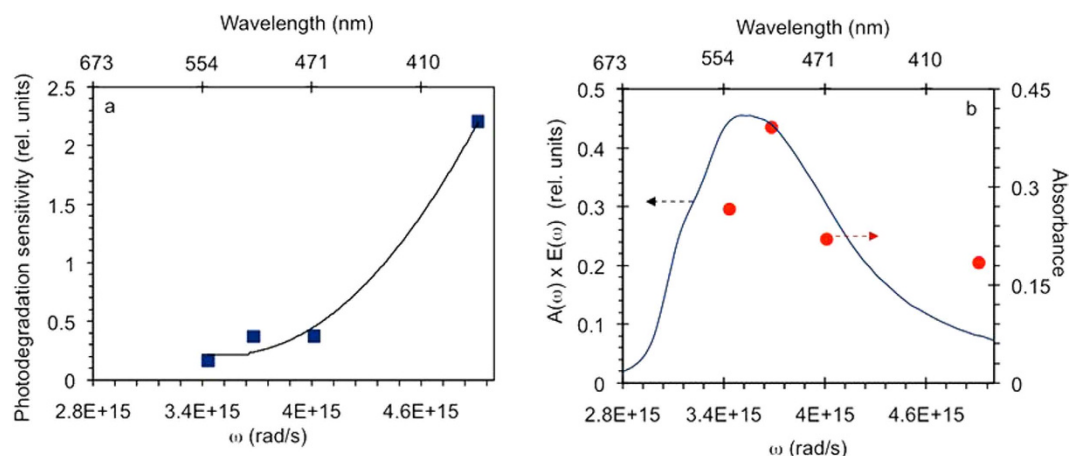 Wavelength (nm)
673 554 471 410
Photodegradation sensitivity (rel. units)
a
2.5
2
1.5
1
0.5
0
2.8E+15 3.4E+15 4E+15 4.6E+15
ω (rad/s)
Wavelength (nm)
673 554 471 410
A(ω) x E(ω) (rel. units)
b
0.5
0.4
0.3
0.2
0.1
0
0.45
0.3
0.15
0
Absorbance
2.8E+15 3.4E+15 4E+15 4.6E+15
ω (rad/s)